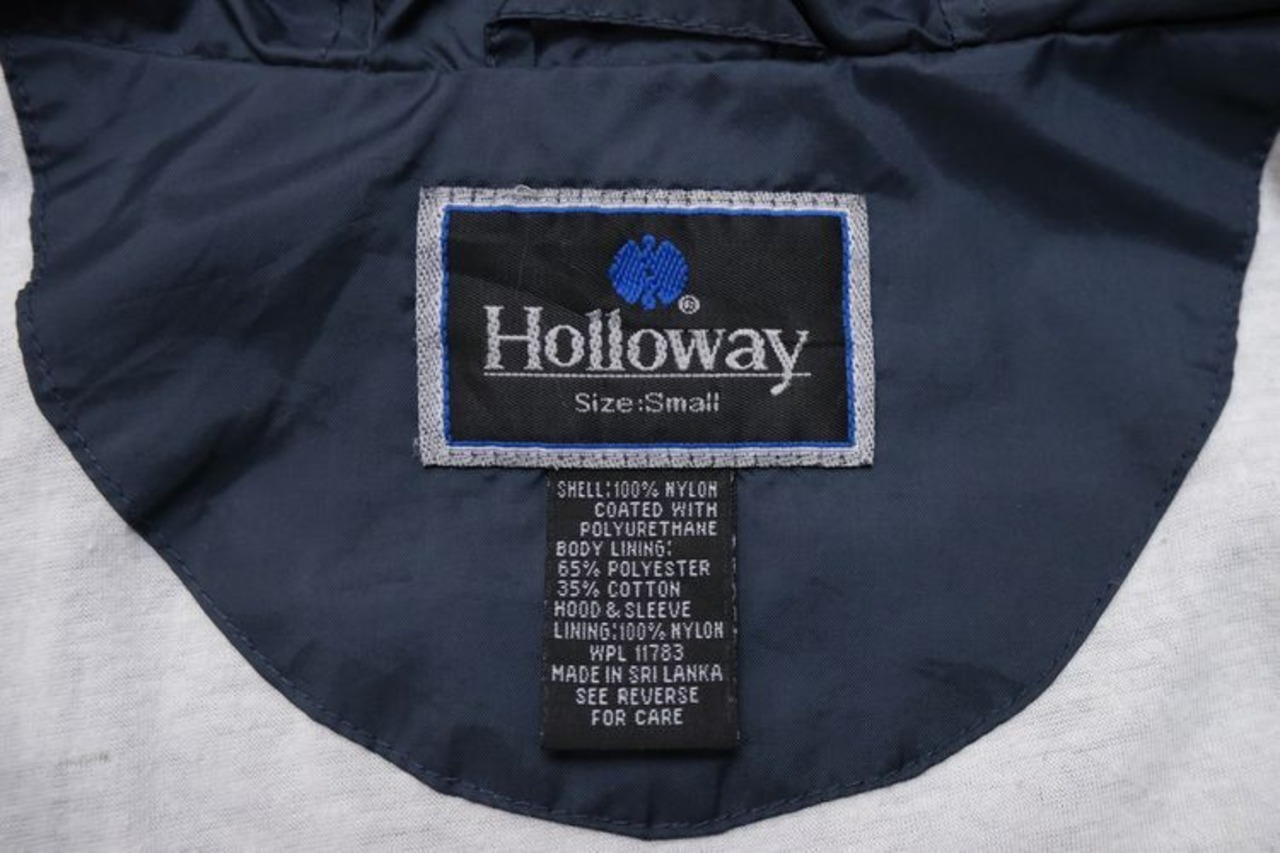 ®
Holloway
Size:Small
SHELL:100% NYLON
COATED WITH
POLYURETHANE
BODY LINING:
65% POLYESTER
35% COTTON
HOOD & SLEEVE
LINING:100% NYLON
WPL 11783
MADE IN SRI LANKA
SEE REVERSE
FOR CARE